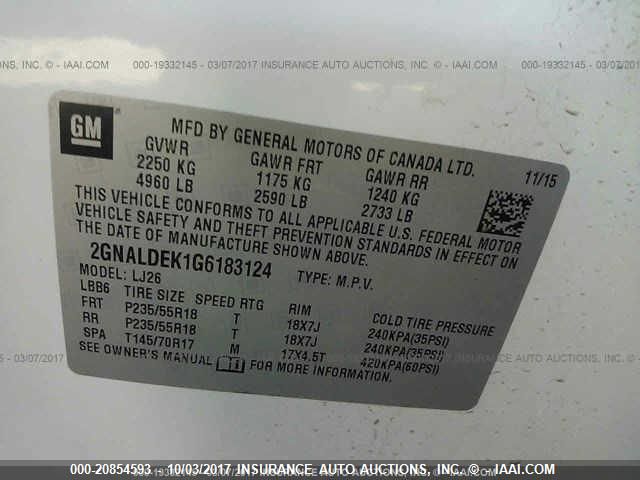 000-19332145 - 03/07/2017 INSURANCE AUTO AUCTIONS, INC. © - IAAI.COM
GM
MFD BY GENERAL MOTORS OF CANADA LTD.
11/15
GVWR GAWR FRT GAWR RR
2250 KG 1175 KG 1240 KG
4960 LB 2590 LB 2733 LB
THIS VEHICLE CONFORMS TO ALL APPLICABLE U.S. FEDERAL MOTOR
VEHICLE SAFETY AND THEFT PREVENTION STANDARDS IN EFFECT ON
THE DATE OF MANUFACTURE SHOWN ABOVE.
2GNALDEK1G6183124 TYPE: M.P.V.
MODEL: LJ26
LBB6 TIRE SIZE SPEED RTG RIM COLD TIRE PRESSURE
FRT P235/55R18 T 18X7J 240KPA(35PSI)
RR P235/55R18 T 18X7J 240KPA(35PSI)
SPA T145/70R17 M 17X4.5T 420KPA(60PSI)
SEE OWNER'S MANUAL FOR MORE INFORMATION.
000-19332145 - 03/07/2017 INSURANCE AUTO AUCTIONS, INC. © - IAAI.COM
000-20854593 - 10/03/2017 INSURANCE AUTO AUCTIONS, INC. © - IAAI.COM